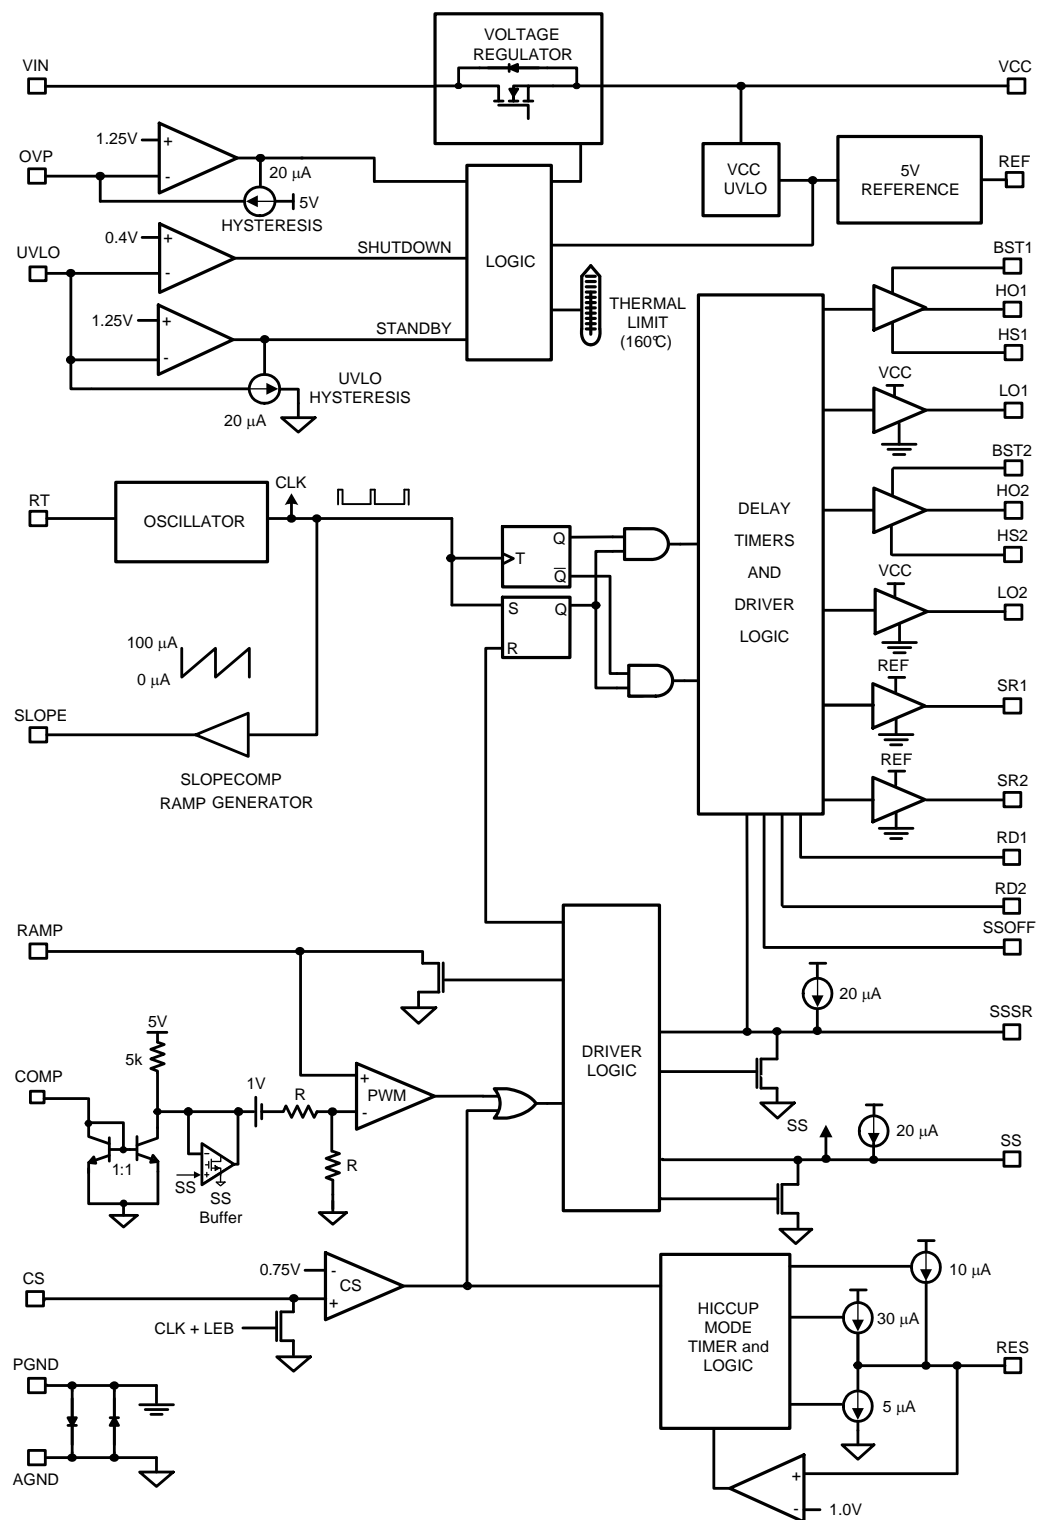 VOLTAGE
REGULATOR
VIN
VCC
1.25V
+
-
OVP
20 µA
5V
HYSTERESIS
VCC
UVLO
5V
REFERENCE
REF
0.4V
+
-
UVLO
SHUTDOWN
LOGIC
1.25V
+
-
STANDBY
THERMAL
LIMIT
(160℃)
UVLO
HYSTERESIS
20 µA
BST1
HO1
HS1
VCC
LO1
BST2
HO2
HS2
VCC
LO2
REF
SR1
REF
SR2
RD1
RD2
SSOFF
DELAY
TIMERS
AND
DRIVER
LOGIC
RT
OSCILLATOR
CLK
T
Q
Q̅
S
Q
R
100 µA
0 µA
SLOPE
SLOPECOMP
RAMP GENERATOR
RAMP
5V
5k
COMP
1:1
1V
R
R
+
PWM
-
-
+
SS
SS
Buffer
DRIVER
LOGIC
20 µA
SSSR
SS
20 µA
SS
0.75V
-
CS
+
CS
CLK + LEB
HICCUP
MODE
TIMER and
LOGIC
10 µA
30 µA
RES
5 µA
+
-
1.0V
PGND
AGND